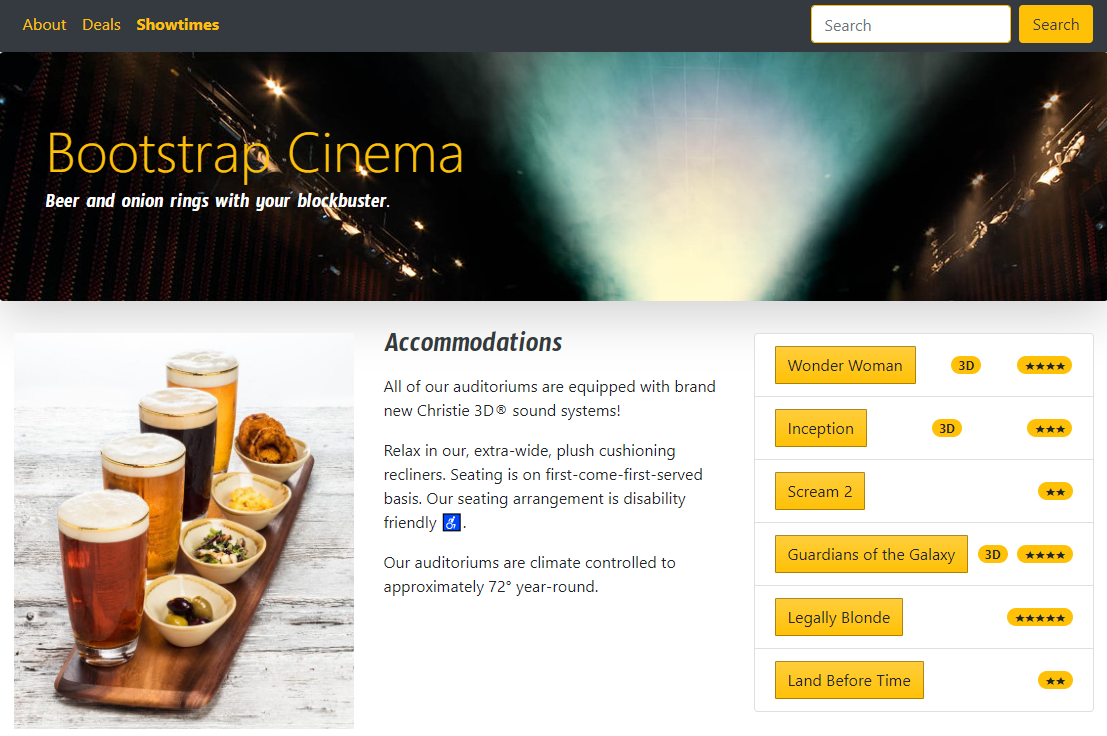 About Deals Showtimes Search Search
Bootstrap Cinema
Beer and onion rings with your blockbuster.
Accommodations
All of our auditoriums are equipped with brand
new Christie 3D® sound systems!
Relax in our, extra-wide, plush cushioning
recliners. Seating is on first-come-first-served
basis. Our seating arrangement is disability
friendly ♿.
Our auditoriums are climate controlled to
approximately 72° year-round.
Wonder Woman 3D ★★★★
Inception 3D ★★★
Scream 2 ★★
Guardians of the Galaxy 3D ★★★★
Legally Blonde ★★★★★
Land Before Time ★★